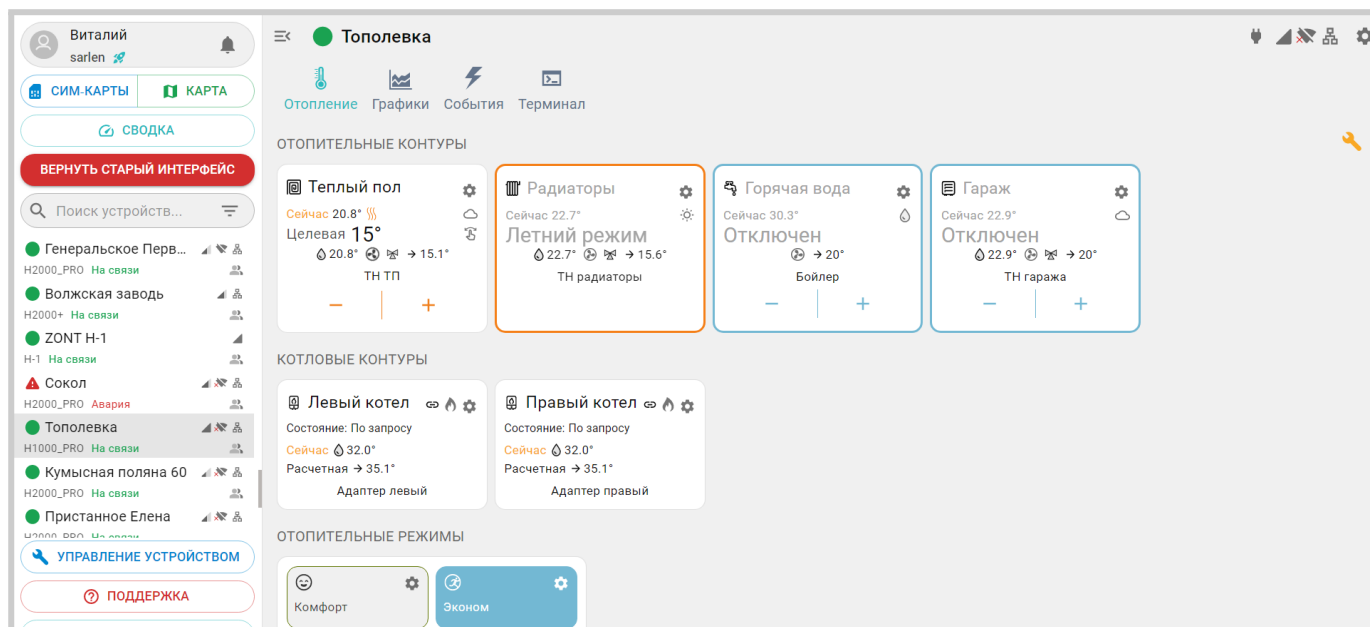 Виталий
sarlen
СИМ-КАРТЫ
КАРТА
СВОДКА
ВЕРНУТЬ СТАРЫЙ ИНТЕРФЕЙС
Поиск устройств...
Генеральское Перв...
H2000_PRO На связи
Волжская заводь
H2000+ На связи
ZONT H-1
H-1 На связи
Сокол
H2000_PRO Авария
Тополевка
H1000_PRO На связи
Кумысная поляна 60
H2000_PRO На связи
Пристанное Елена
H2000_PRO На связи
УПРАВЛЕНИЕ УСТРОЙСТВОМ
ПОДДЕРЖКА
Тополевка
Отопление Графики События Терминал
ОТОПИТЕЛЬНЫЕ КОНТУРЫ
Теплый пол
Сейчас 20.8°
Целевая 15°
20.8° → 15.1°
ТН ТП
− +
Радиаторы
Сейчас 22.7°
Летний режим
22.7° → 15.6°
ТН радиаторы
Горячая вода
Сейчас 30.3°
Отключен
→ 20°
Бойлер
− +
Гараж
Сейчас 22.9°
Отключен
22.9° → 20°
ТН гаража
− +
КОТЛОВЫЕ КОНТУРЫ
Левый котел
Состояние: По запросу
Сейчас 32.0°
Расчетная → 35.1°
Адаптер левый
Правый котел
Состояние: По запросу
Сейчас 32.0°
Расчетная → 35.1°
Адаптер правый
ОТОПИТЕЛЬНЫЕ РЕЖИМЫ
Комфорт
Эконом